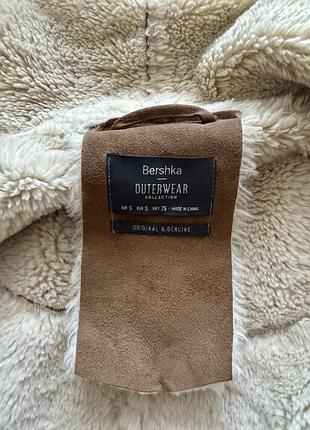 Bershka
OUTERWEAR
COLLECTION
EUR S USA S MEX 26 - MADE IN CHINA
ORIGINAL & GENUINE